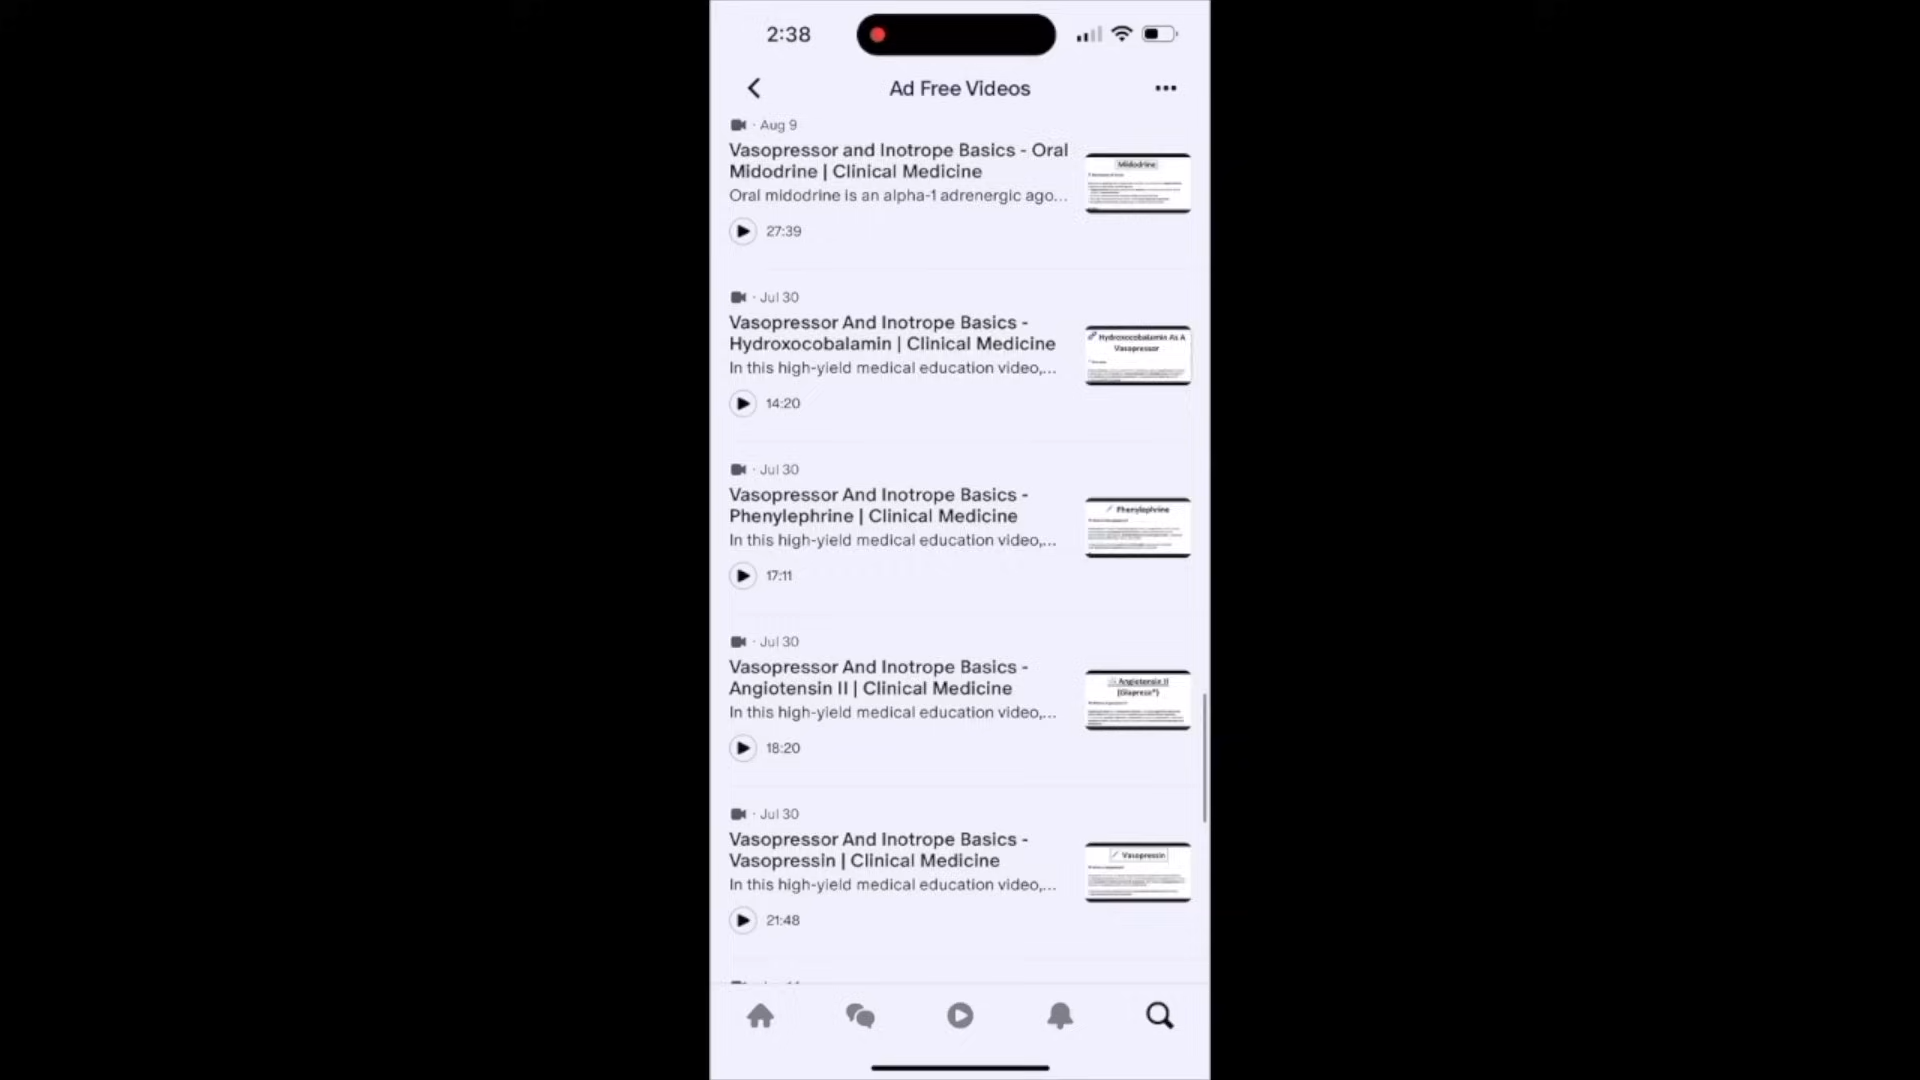 2:38
Ad Free Videos
· Aug 9
Vasopressor and Inotrope Basics - Oral
Midodrine | Clinical Medicine
Oral midodrine is an alpha-1 adrenergic ago...
27:39
Midodrine
· Jul 30
Vasopressor And Inotrope Basics -
Hydroxocobalamin | Clinical Medicine
In this high-yield medical education video,...
14:20
Hydroxocobalamin As A
Vasopressor
· Jul 30
Vasopressor And Inotrope Basics -
Phenylephrine | Clinical Medicine
In this high-yield medical education video,...
17:11
Phenylephrine
· Jul 30
Vasopressor And Inotrope Basics -
Angiotensin II | Clinical Medicine
In this high-yield medical education video,...
18:20
Angiotensin II
· Jul 30
Vasopressor And Inotrope Basics -
Vasopressin | Clinical Medicine
In this high-yield medical education video,...
21:48
Vasopressin